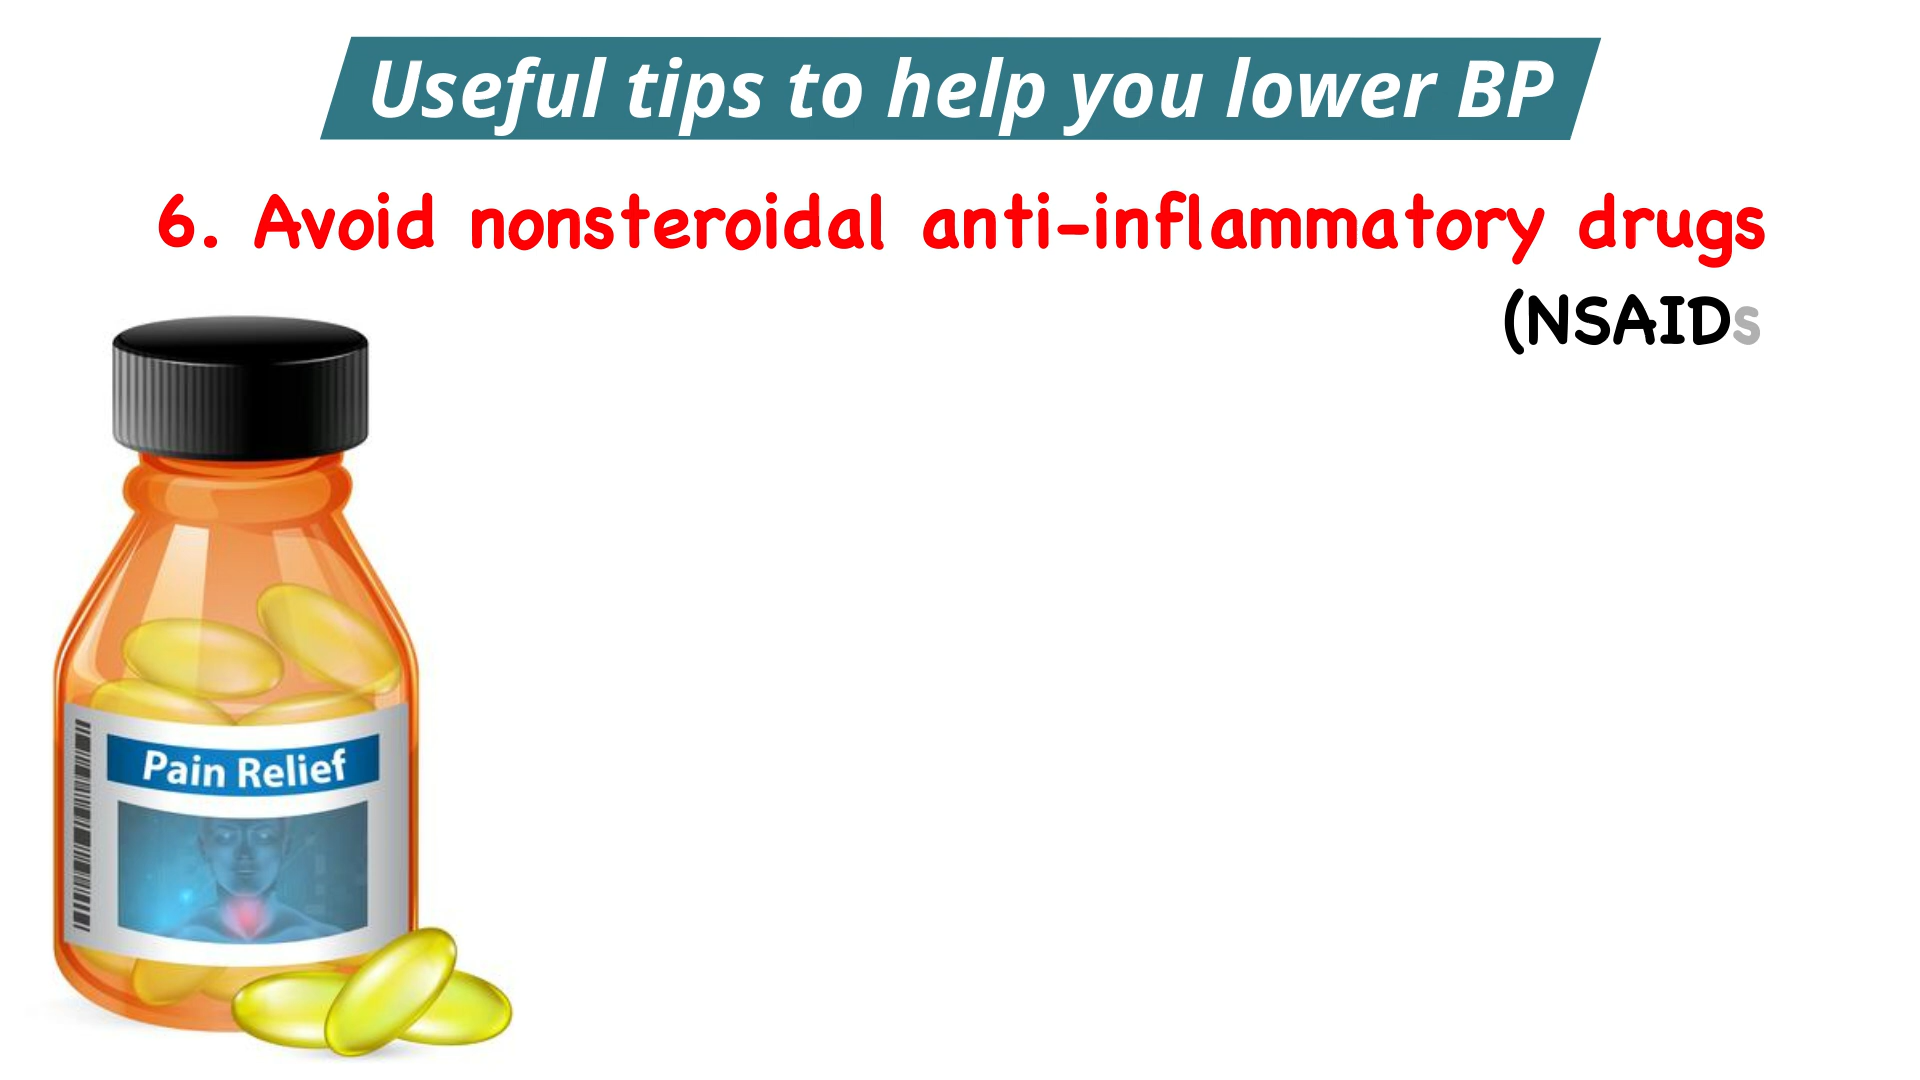 Useful tips to help you lower BP
6. Avoid nonsteroidal anti-inflammatory drugs
(NSAIDs
Pain Relief